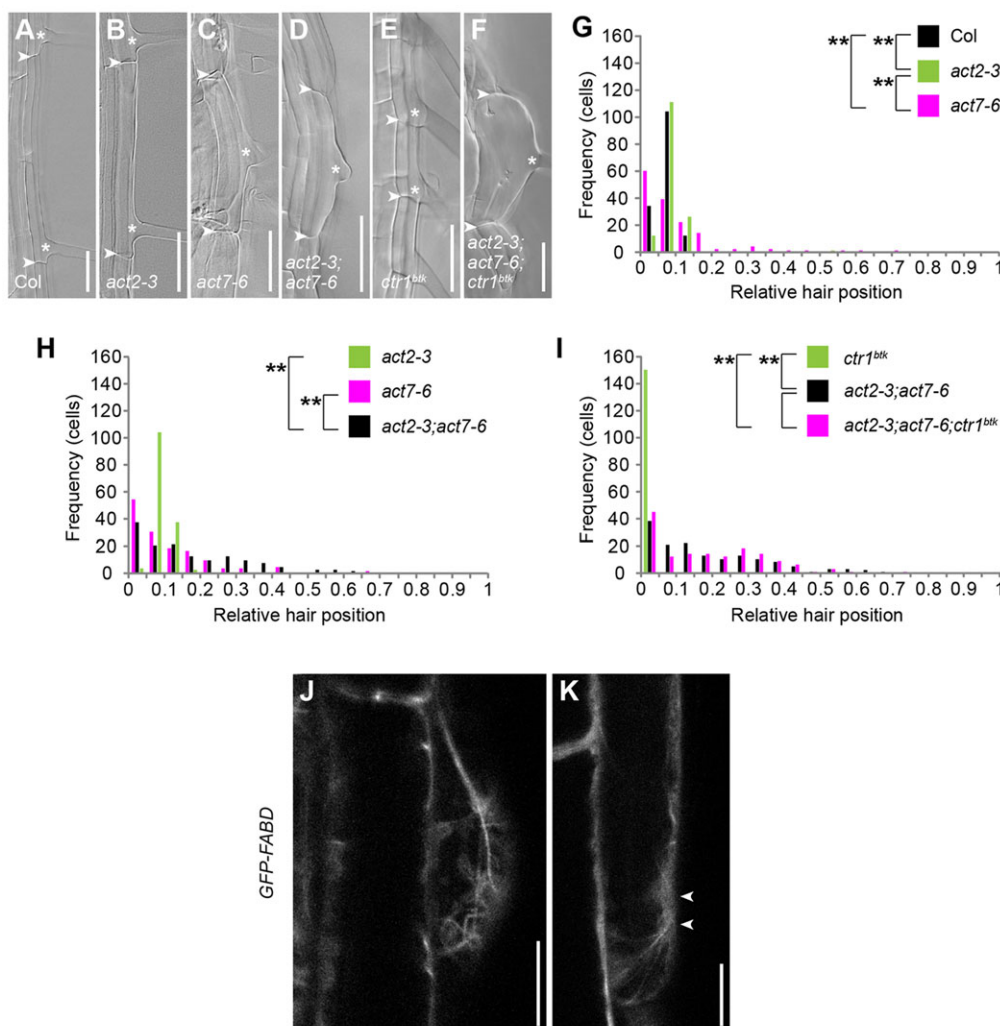 A
B
C
D
E
F
Col
act2-3
act7-6
act2-3;
act7-6
ctr1btk
act2-3;
act7-6;
ctr1btk
G
160
140
120
100
80
60
40
20
0
Frequency (cells)
0 0.1 0.2 0.3 0.4 0.5 0.6 0.7 0.8 0.9 1
Relative hair position
** **
**
Col
act2-3
act7-6
H
160
140
120
100
80
60
40
20
0
Frequency (cells)
0 0.1 0.2 0.3 0.4 0.5 0.6 0.7 0.8 0.9 1
Relative hair position
**
**
act2-3
act7-6
act2-3;act7-6
I
160
140
120
100
80
60
40
20
0
Frequency (cells)
0 0.1 0.2 0.3 0.4 0.5 0.6 0.7 0.8 0.9 1
Relative hair position
** **
ctr1btk
act2-3;act7-6
act2-3;act7-6;ctr1btk
J
K
GFP-FABD